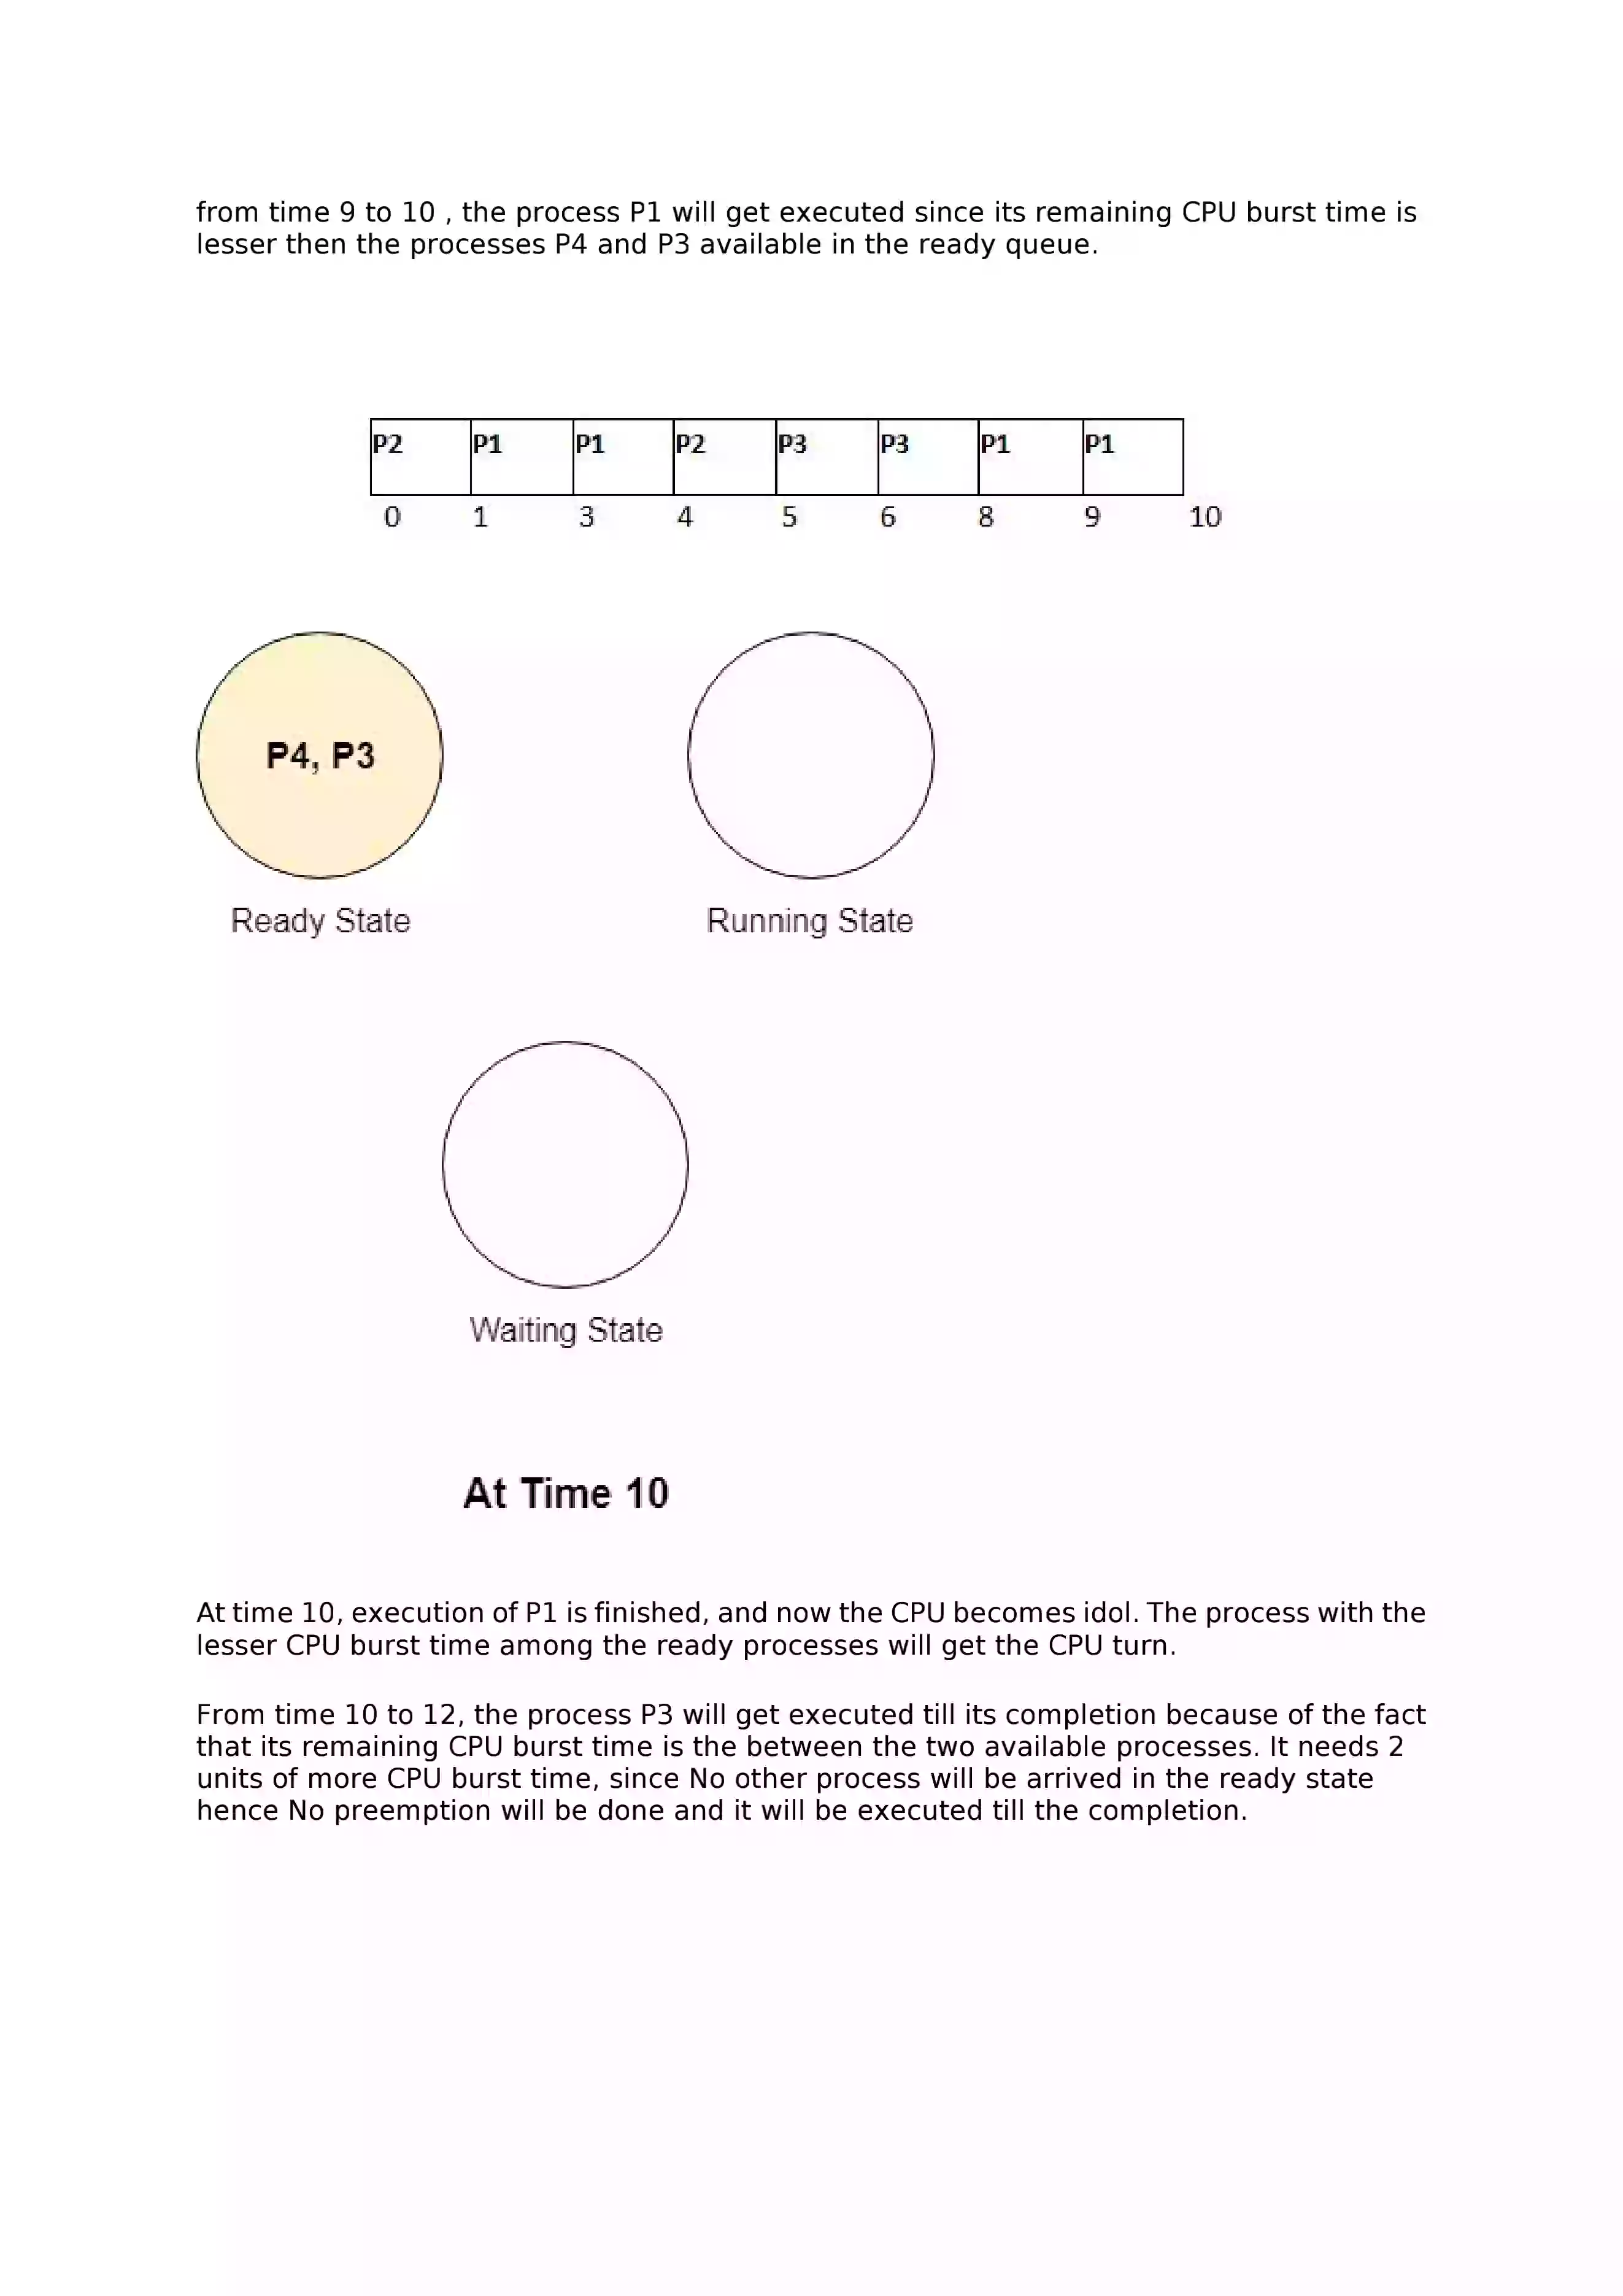 from time 9 to 10 , the process P1 will get executed since its remaining CPU burst time is
lesser then the processes P4 and P3 available in the ready queue.
P2 P1 P1 P2 P3 P3 P1 P1
0 1 3 4 5 6 8 9 10
P4, P3
Ready State Running State
Waiting State
At Time 10
At time 10, execution of P1 is finished, and now the CPU becomes idol. The process with the
lesser CPU burst time among the ready processes will get the CPU turn.
From time 10 to 12, the process P3 will get executed till its completion because of the fact
that its remaining CPU burst time is the between the two available processes. It needs 2
units of more CPU burst time, since No other process will be arrived in the ready state
hence No preemption will be done and it will be executed till the completion.